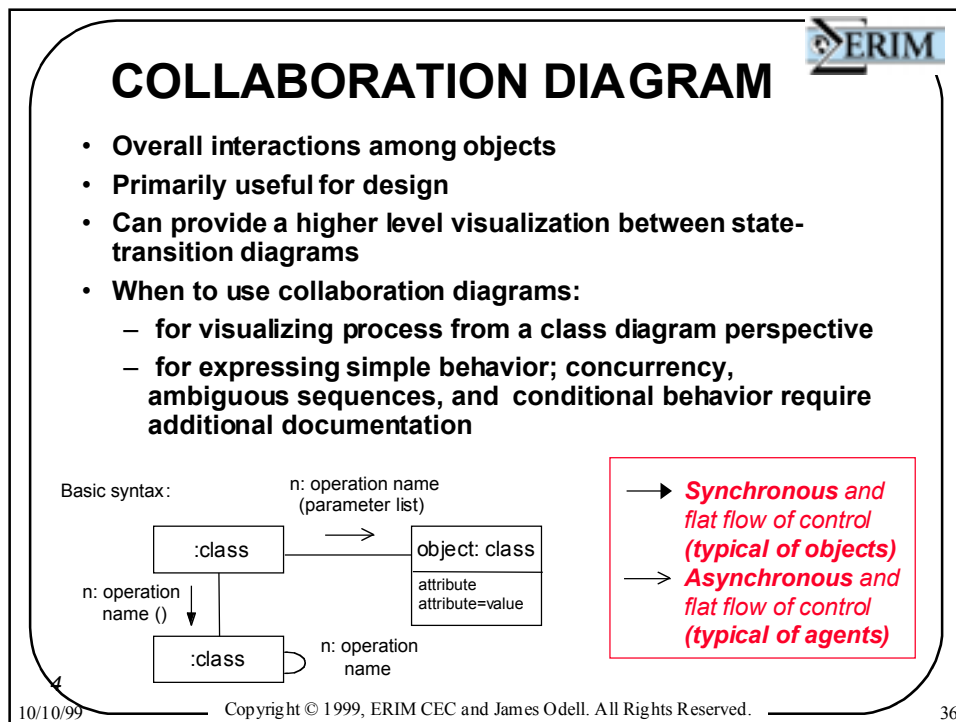 ERIM
COLLABORATION DIAGRAM
• Overall interactions among objects
• Primarily useful for design
• Can provide a higher level visualization between state-
transition diagrams
• When to use collaboration diagrams:
– for visualizing process from a class diagram perspective
– for expressing simple behavior; concurrency,
ambiguous sequences, and conditional behavior require
additional documentation
Basic syntax:
n: operation name
(parameter list)
:class
object: class
attribute
attribute=value
n: operation
name ()
:class
n: operation
name
Synchronous and
flat flow of control
(typical of objects)
Asynchronous and
flat flow of control
(typical of agents)
4
10/10/99
Copyright © 1999, ERIM CEC and James Odell. All Rights Reserved.
36